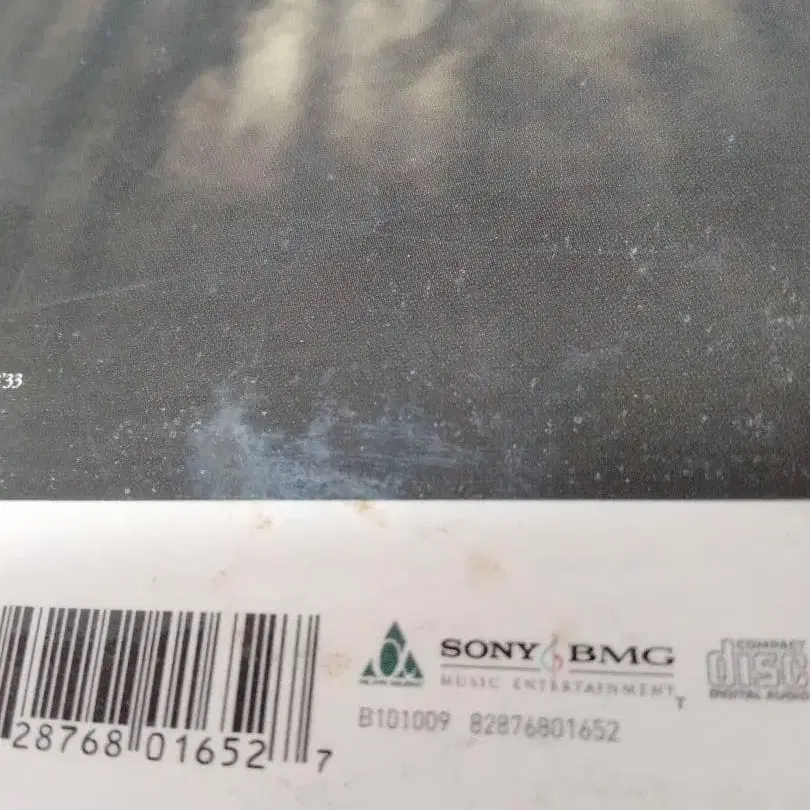 '33
SONY BMG
MUSIC ENTERTAINMENT
COMPACT
disc
DIGITAL AUDIO
B101009 82876801652
28768 01652 7